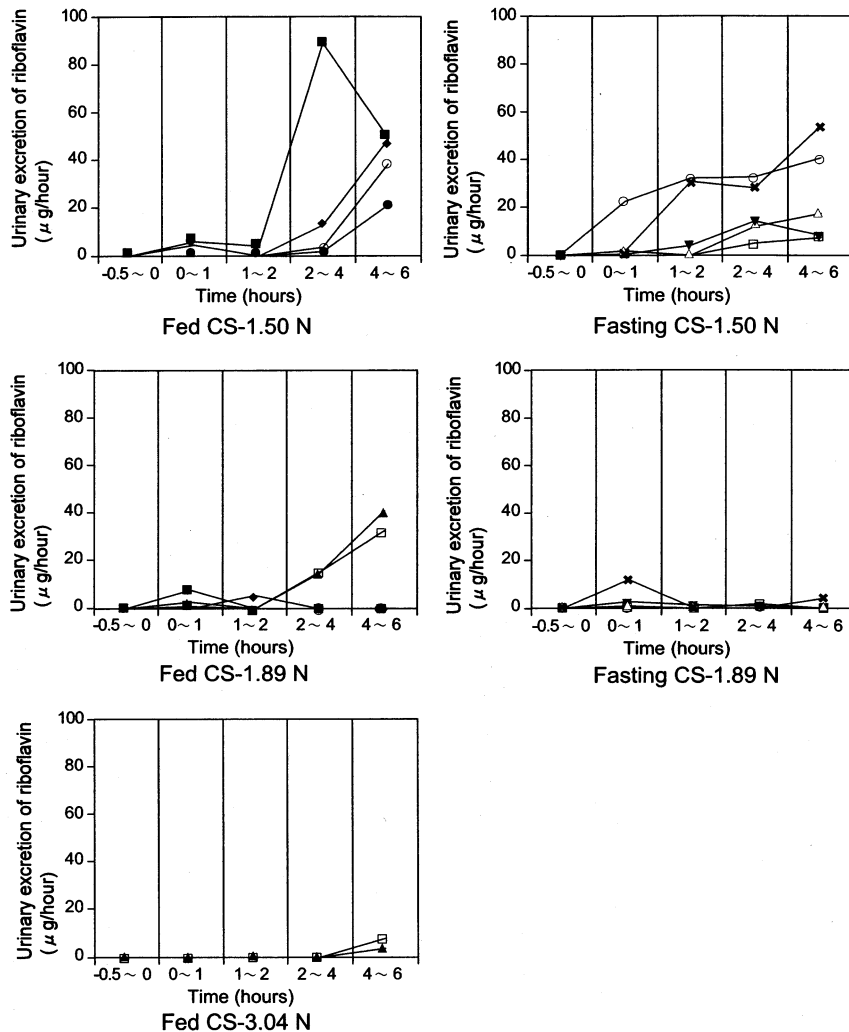 Urinary excretion of riboflavin
( μ g/hour)
100
80
60
40
20
0
-0.5～ 0
0～ 1
1～ 2
2～ 4
4～ 6
Time (hours)
Fed CS-1.50 N
Urinary excretion of riboflavin
( μ g/hour)
100
80
60
40
20
0
-0.5～ 0
0～ 1
1～ 2
2～ 4
4～ 6
Time (hours)
Fasting CS-1.50 N
Urinary excretion of riboflavin
( μ g/hour)
100
80
60
40
20
0
-0.5～ 0
0～ 1
1～ 2
2～ 4
4～ 6
Time (hours)
Fed CS-1.89 N
Urinary excretion of riboflavin
( μ g/hour)
100
80
60
40
20
0
-0.5～ 0
0～ 1
1～ 2
2～ 4
4～ 6
Time (hours)
Fasting CS-1.89 N
Urinary excretion of riboflavin
( μ g/hour)
100
80
60
40
20
0
-0.5～ 0
0～ 1
1～ 2
2～ 4
4～ 6
Time (hours)
Fed CS-3.04 N